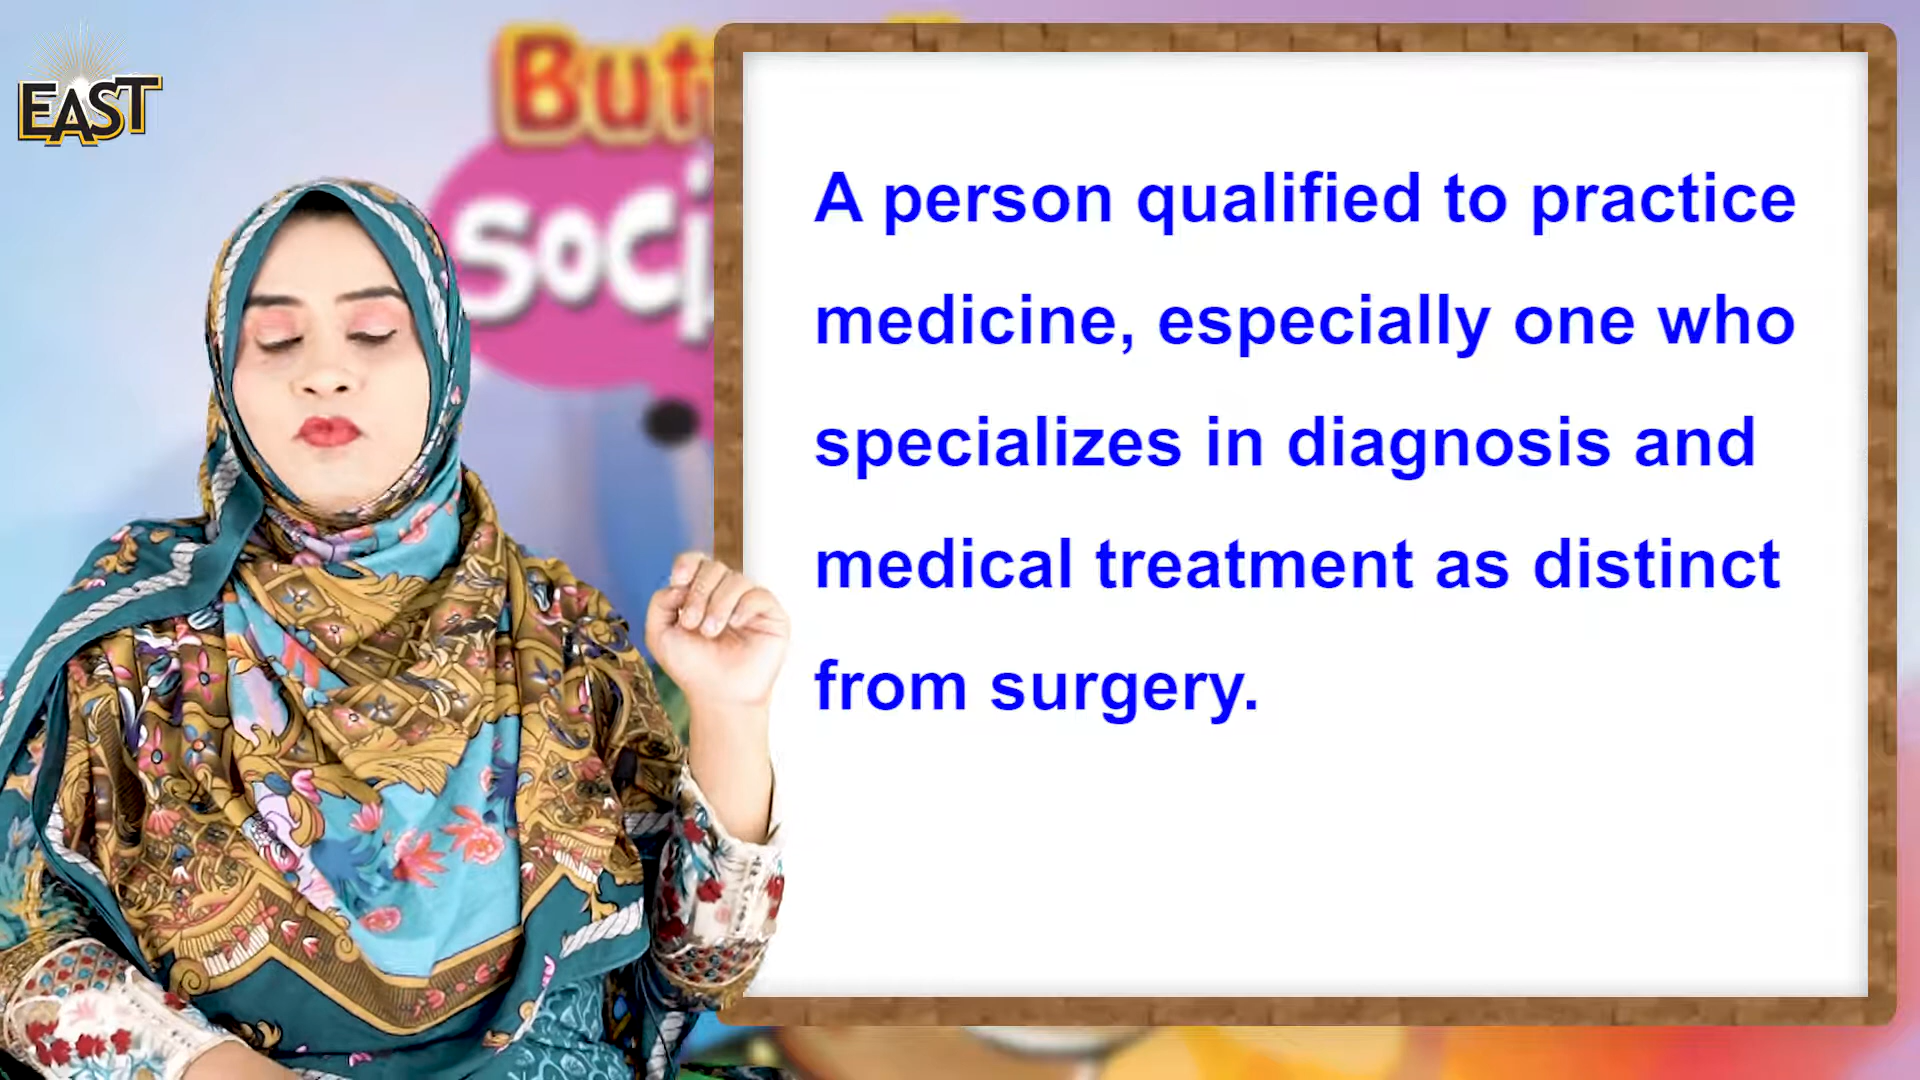 EAST
A person qualified to practice
medicine, especially one who
specializes in diagnosis and
medical treatment as distinct
from surgery.